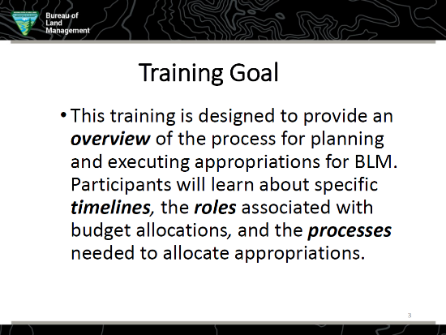 Bureau of
Land
Management
Training Goal
• This training is designed to provide an
overview of the process for planning
and executing appropriations for BLM.
Participants will learn about specific
timelines, the roles associated with
budget allocations, and the processes
needed to allocate appropriations.
3